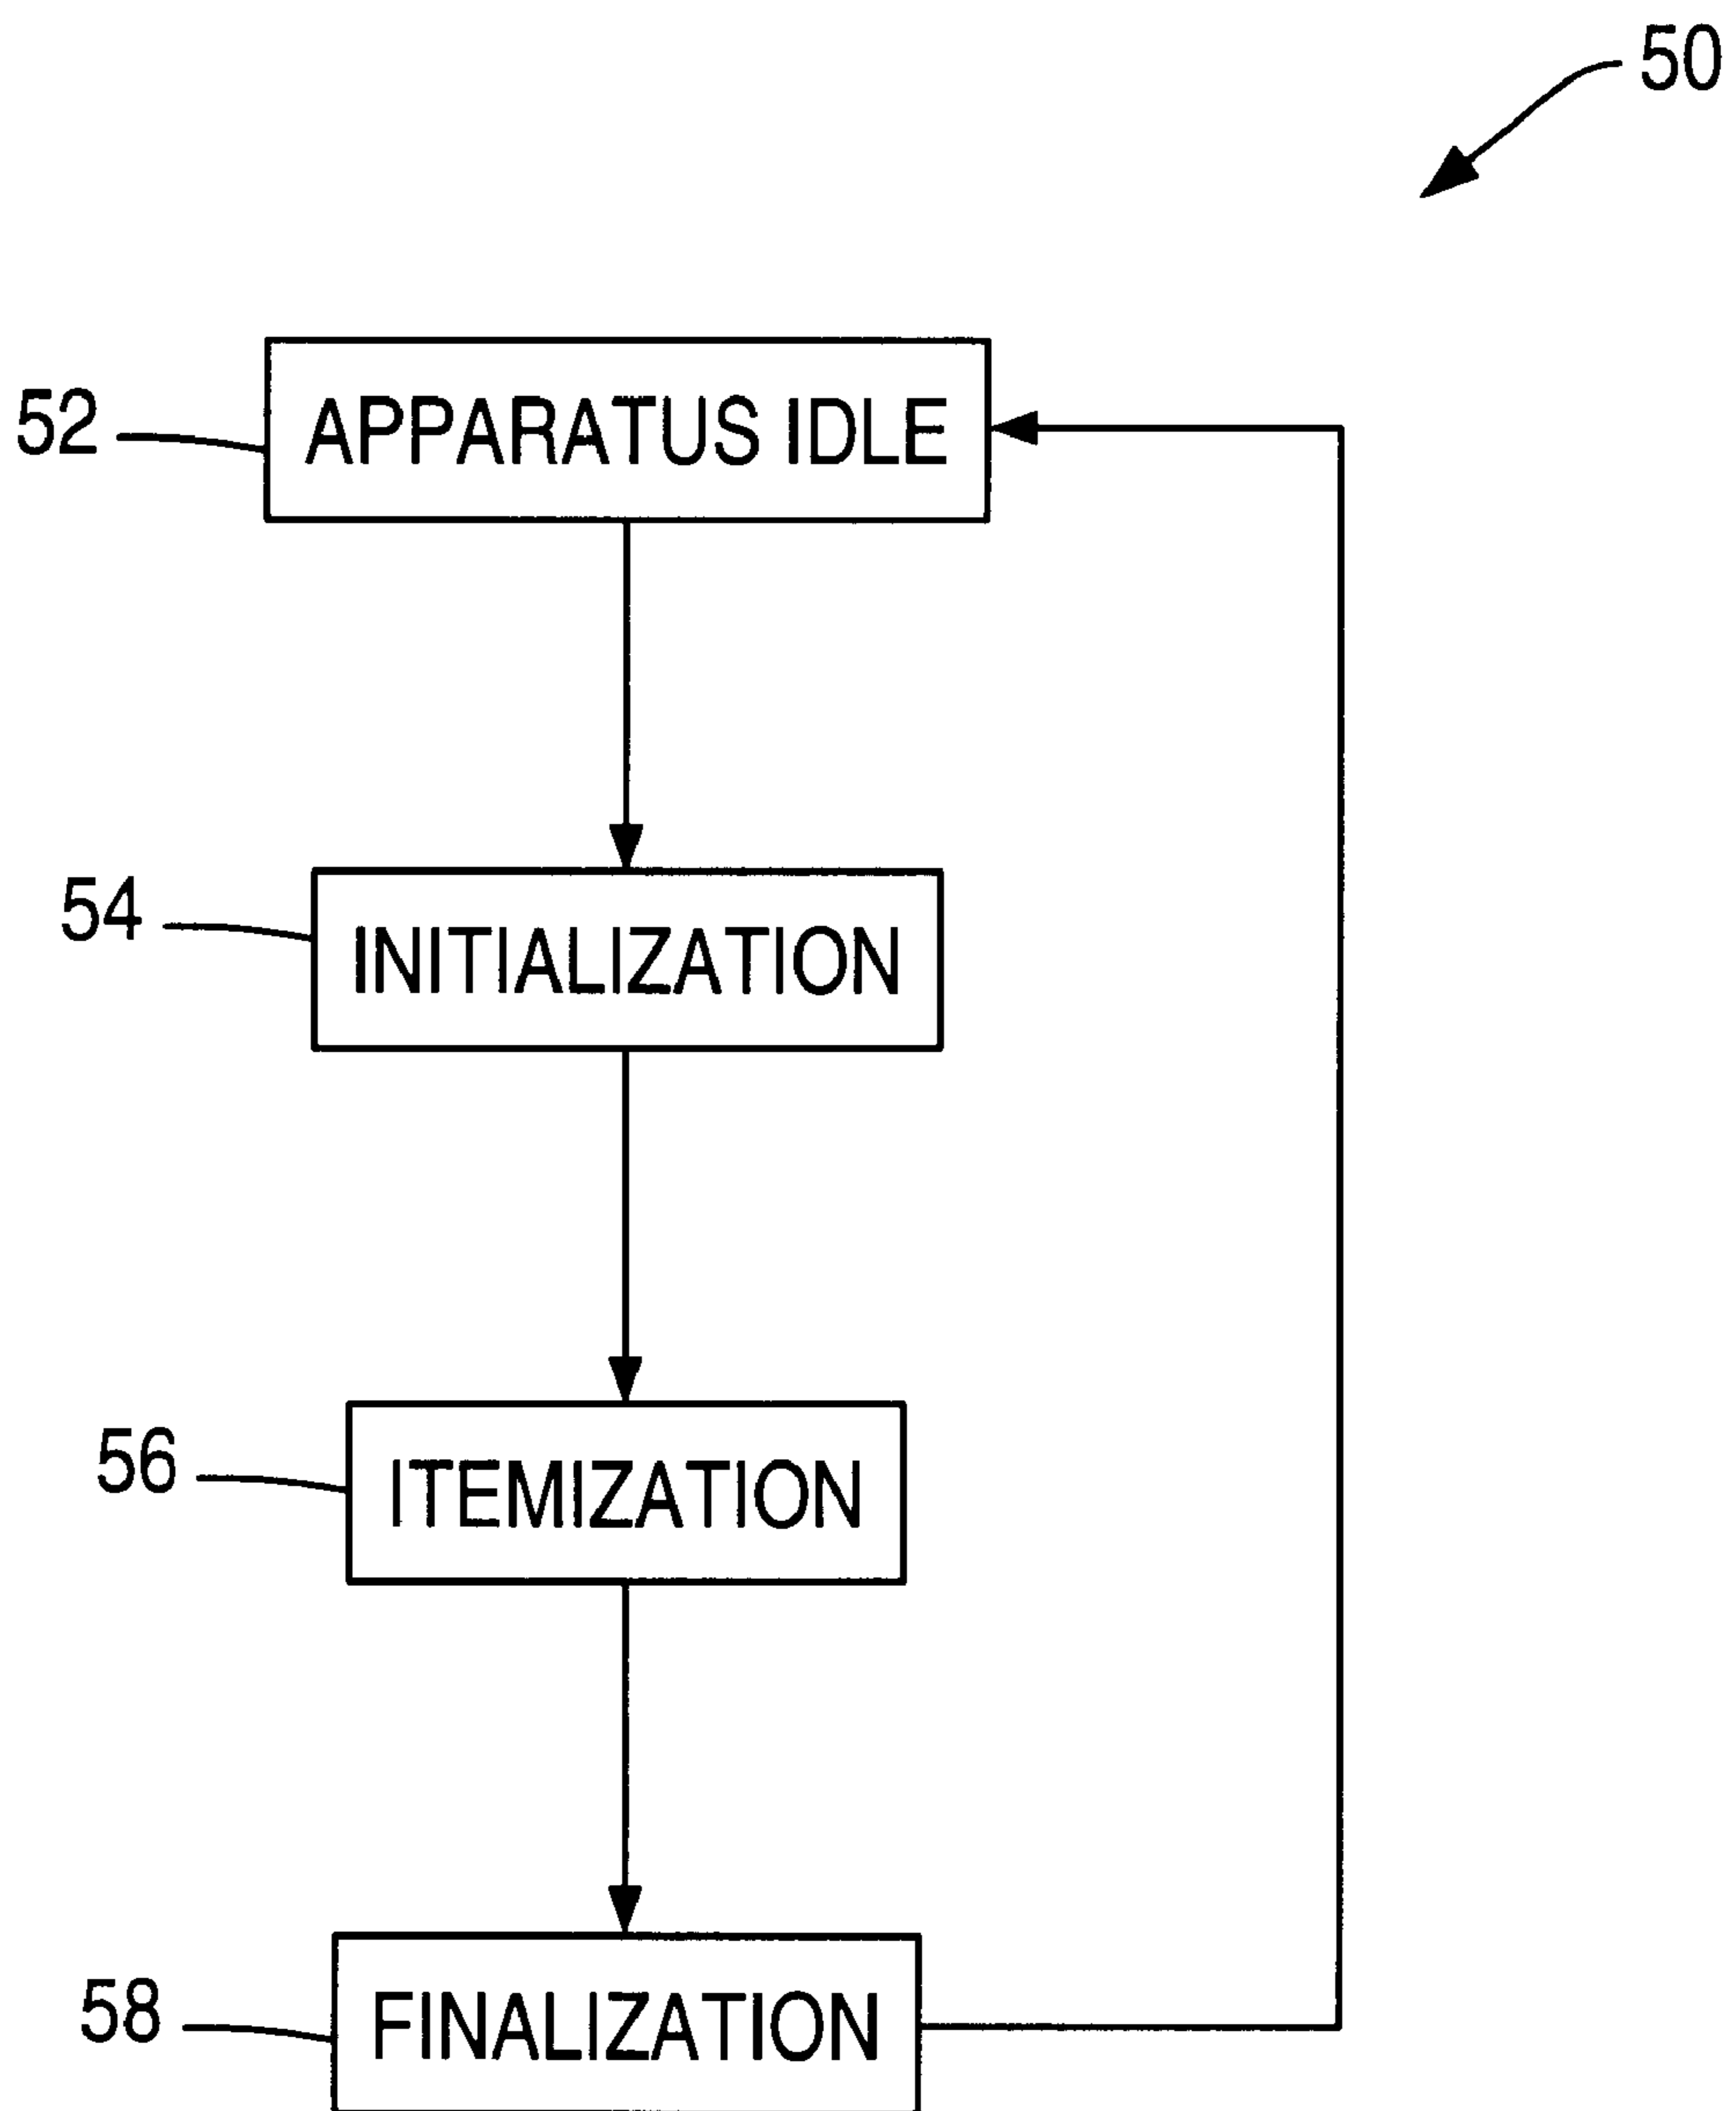 50
52
APPARATUS IDLE
54
INITIALIZATION
56
ITEMIZATION
58
FINALIZATION